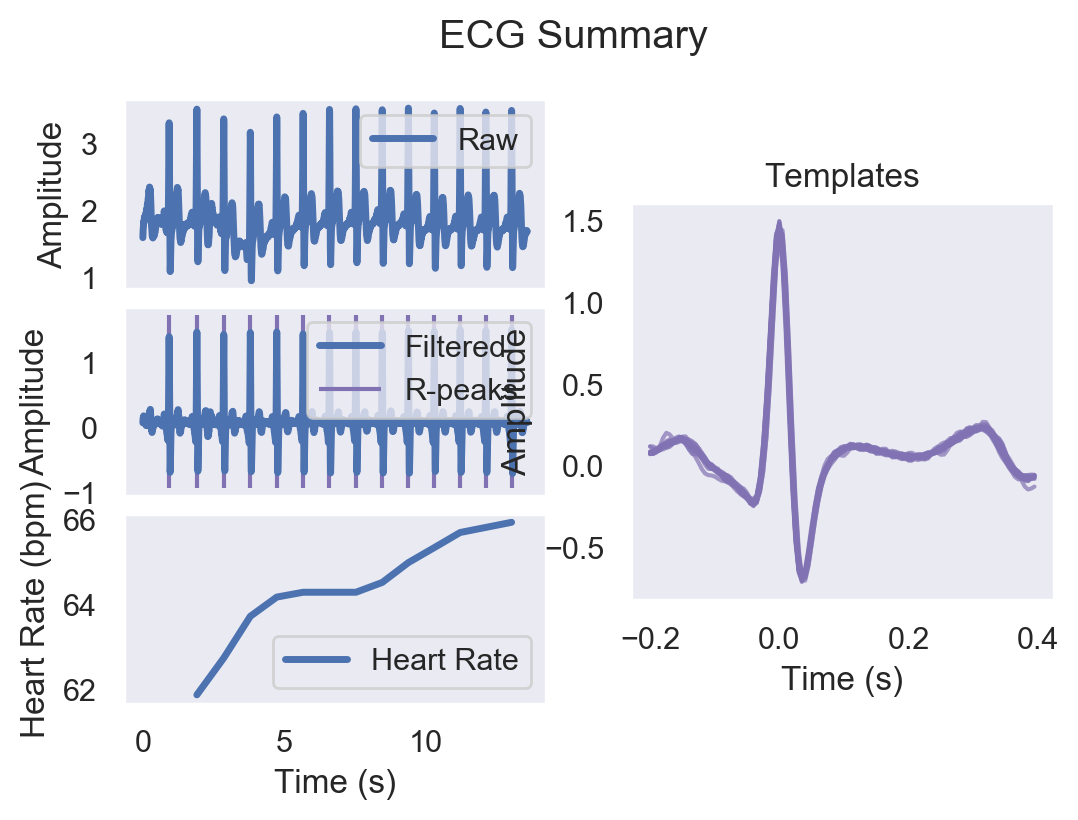 ECG Summary
Amplitude
3
2
1
Raw
Amplitude
1
0
−1
Filtered
R-peaks
Heart Rate (bpm)
66
64
62
Heart Rate
0 5 10
Time (s)
Templates
Amplitude
1.5
1.0
0.5
0.0
−0.5
−0.2 0.0 0.2 0.4
Time (s)